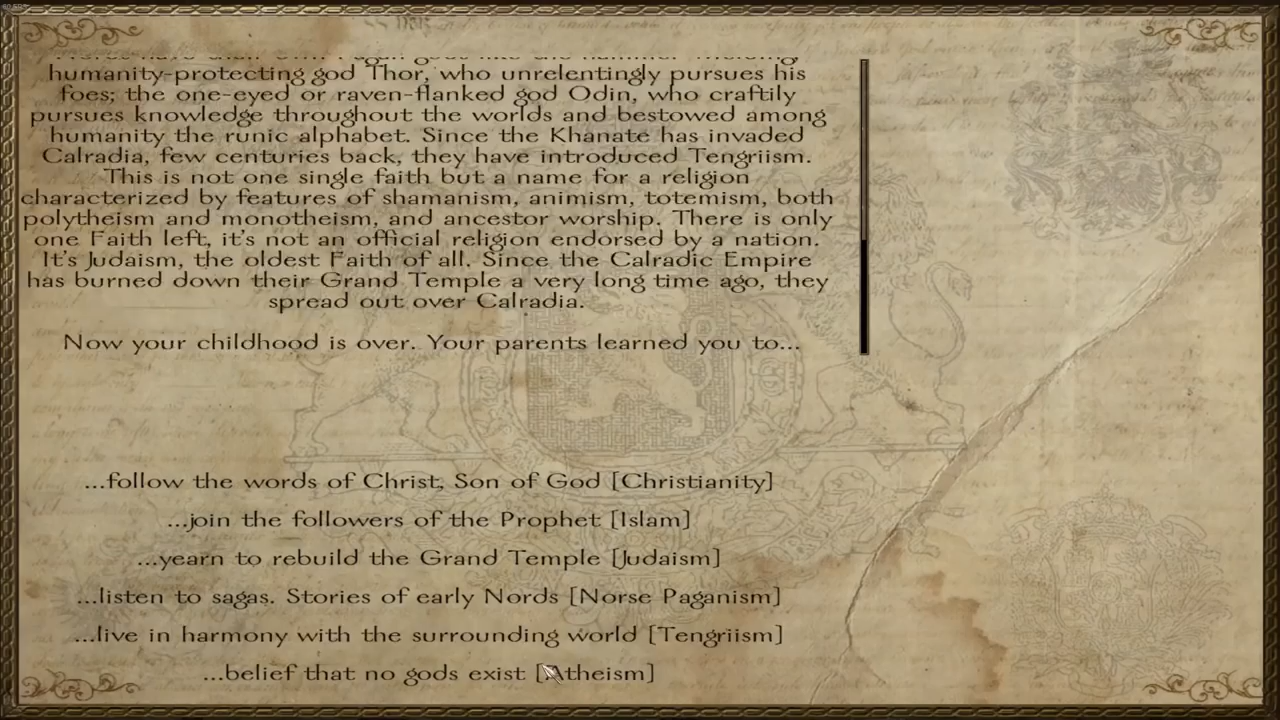 humanity-protecting god Thor, who unrelentingly pursues his
foes; the one-eyed or raven-flanked god Odin, who craftily
pursues knowledge throughout the worlds and bestowed among
humanity the runic alphabet. Since the Khanate has invaded
Calradia, few centuries back, they have introduced Tengriism.
This is not one single faith but a name for a religion
characterized by features of shamanism, animism, totemism, both
polytheism and monotheism, and ancestor worship. There is only
one Faith left, it's not an official religion endorsed by a nation.
It's Judaism, the oldest Faith of all. Since the Calradic Empire
has burned down their Grand Temple a very long time ago, they
spread out over Calradia.
Now your childhood is over. Your parents learned you to...
...follow the words of Christ, Son of God [Christianity]
...join the followers of the Prophet [Islam]
...yearn to rebuild the Grand Temple [Judaism]
...listen to sagas. Stories of early Nords [Norse Paganism]
...live in harmony with the surrounding world [Tengriism]
...belief that no gods exist [Atheism]